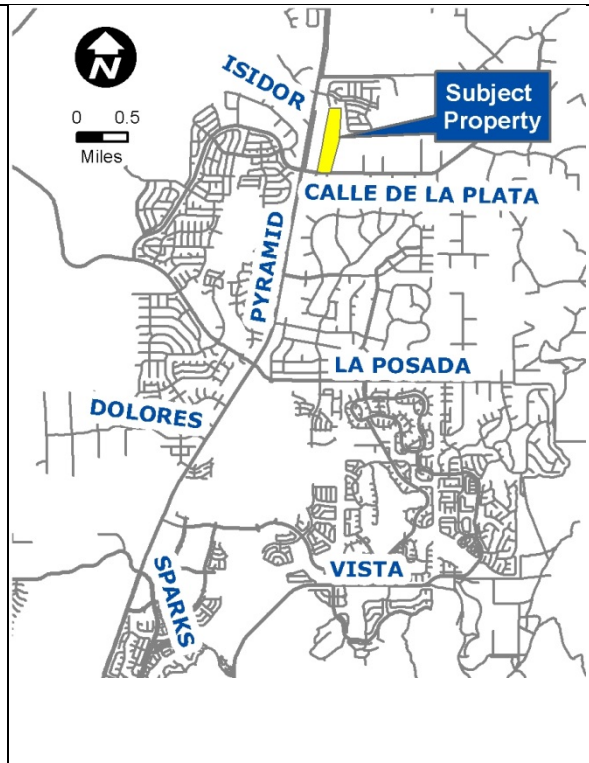 N
0 0.5
Miles
ISIDOR
Subject
Property
CALLE DE LA PLATA
PYRAMID
LA POSADA
DOLORES
VISTA
SPARKS